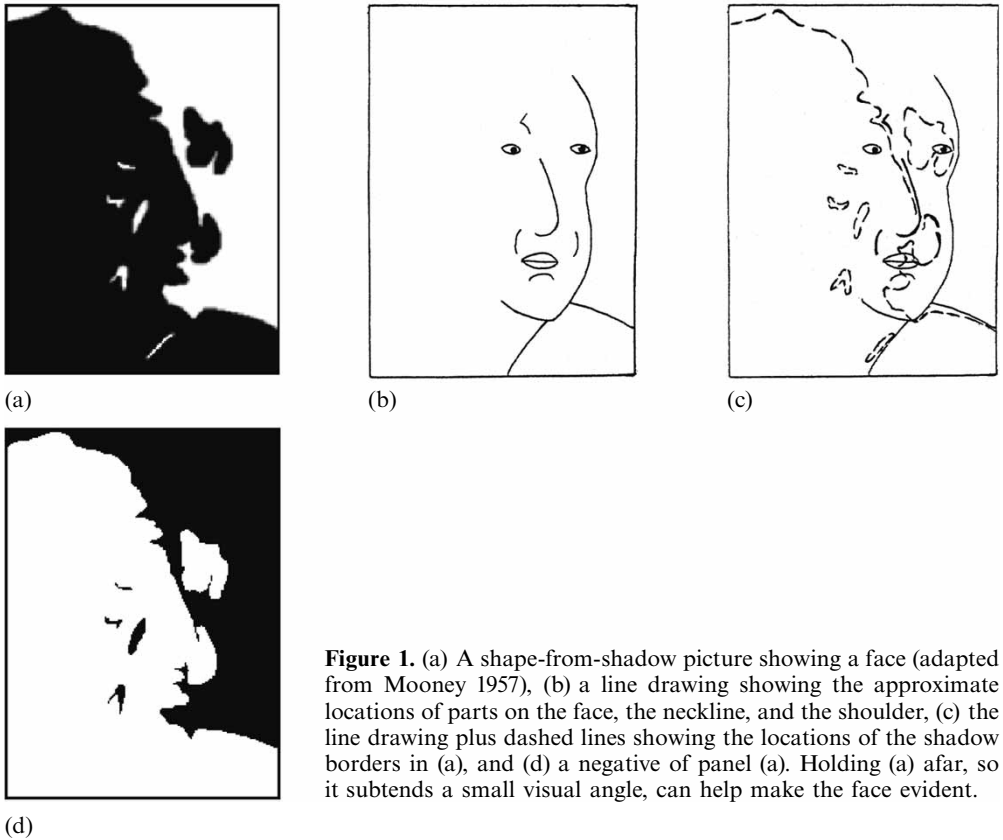 (a)
(b)
(c)
(d)
Figure 1. (a) A shape-from-shadow picture showing a face (adapted
from Mooney 1957), (b) a line drawing showing the approximate
locations of parts on the face, the neckline, and the shoulder, (c) the
line drawing plus dashed lines showing the locations of the shadow
borders in (a), and (d) a negative of panel (a). Holding (a) afar, so
it subtends a small visual angle, can help make the face evident.